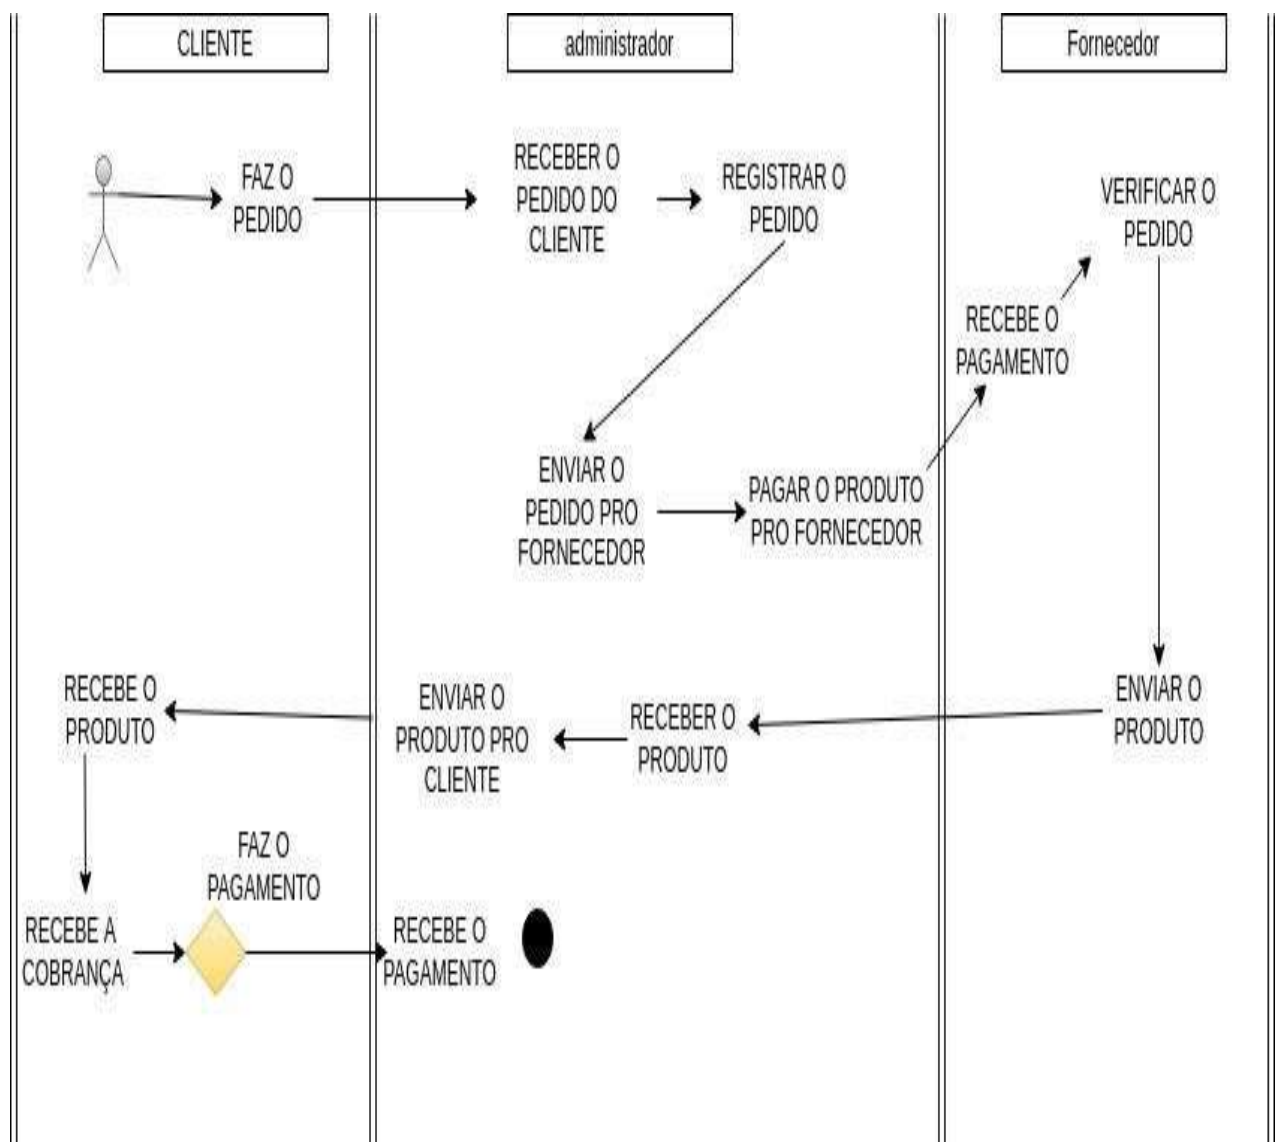 CLIENTE
administrador
Fornecedor
FAZ O
PEDIDO
RECEBER O
PEDIDO DO
CLIENTE
REGISTRAR O
PEDIDO
VERIFICAR O
PEDIDO
RECEBE O
PAGAMENTO
ENVIAR O
PEDIDO PRO
FORNECEDOR
PAGAR O PRODUTO
PRO FORNECEDOR
RECEBE O
PRODUTO
ENVIAR O
PRODUTO PRO
CLIENTE
RECEBER O
PRODUTO
ENVIAR O
PRODUTO
FAZ O
PAGAMENTO
RECEBE A
COBRANÇA
RECEBE O
PAGAMENTO